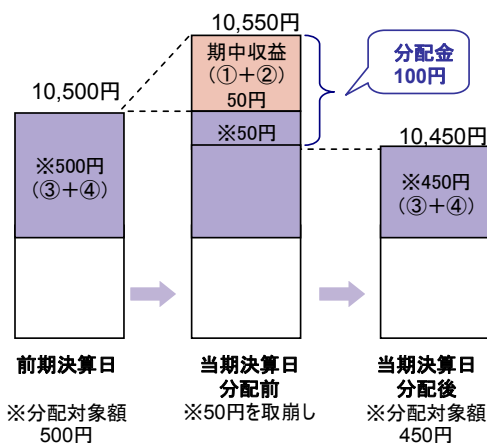 10,550円
期中収益
(①+②)
50円
分配金
100円
10,500円
※50円
10,450円
※500円
(③+④)
※450円
(③+④)
前期決算日
当期決算日
分配前
当期決算日
分配後
※分配対象額
500円
※50円を取崩し
※分配対象額
450円